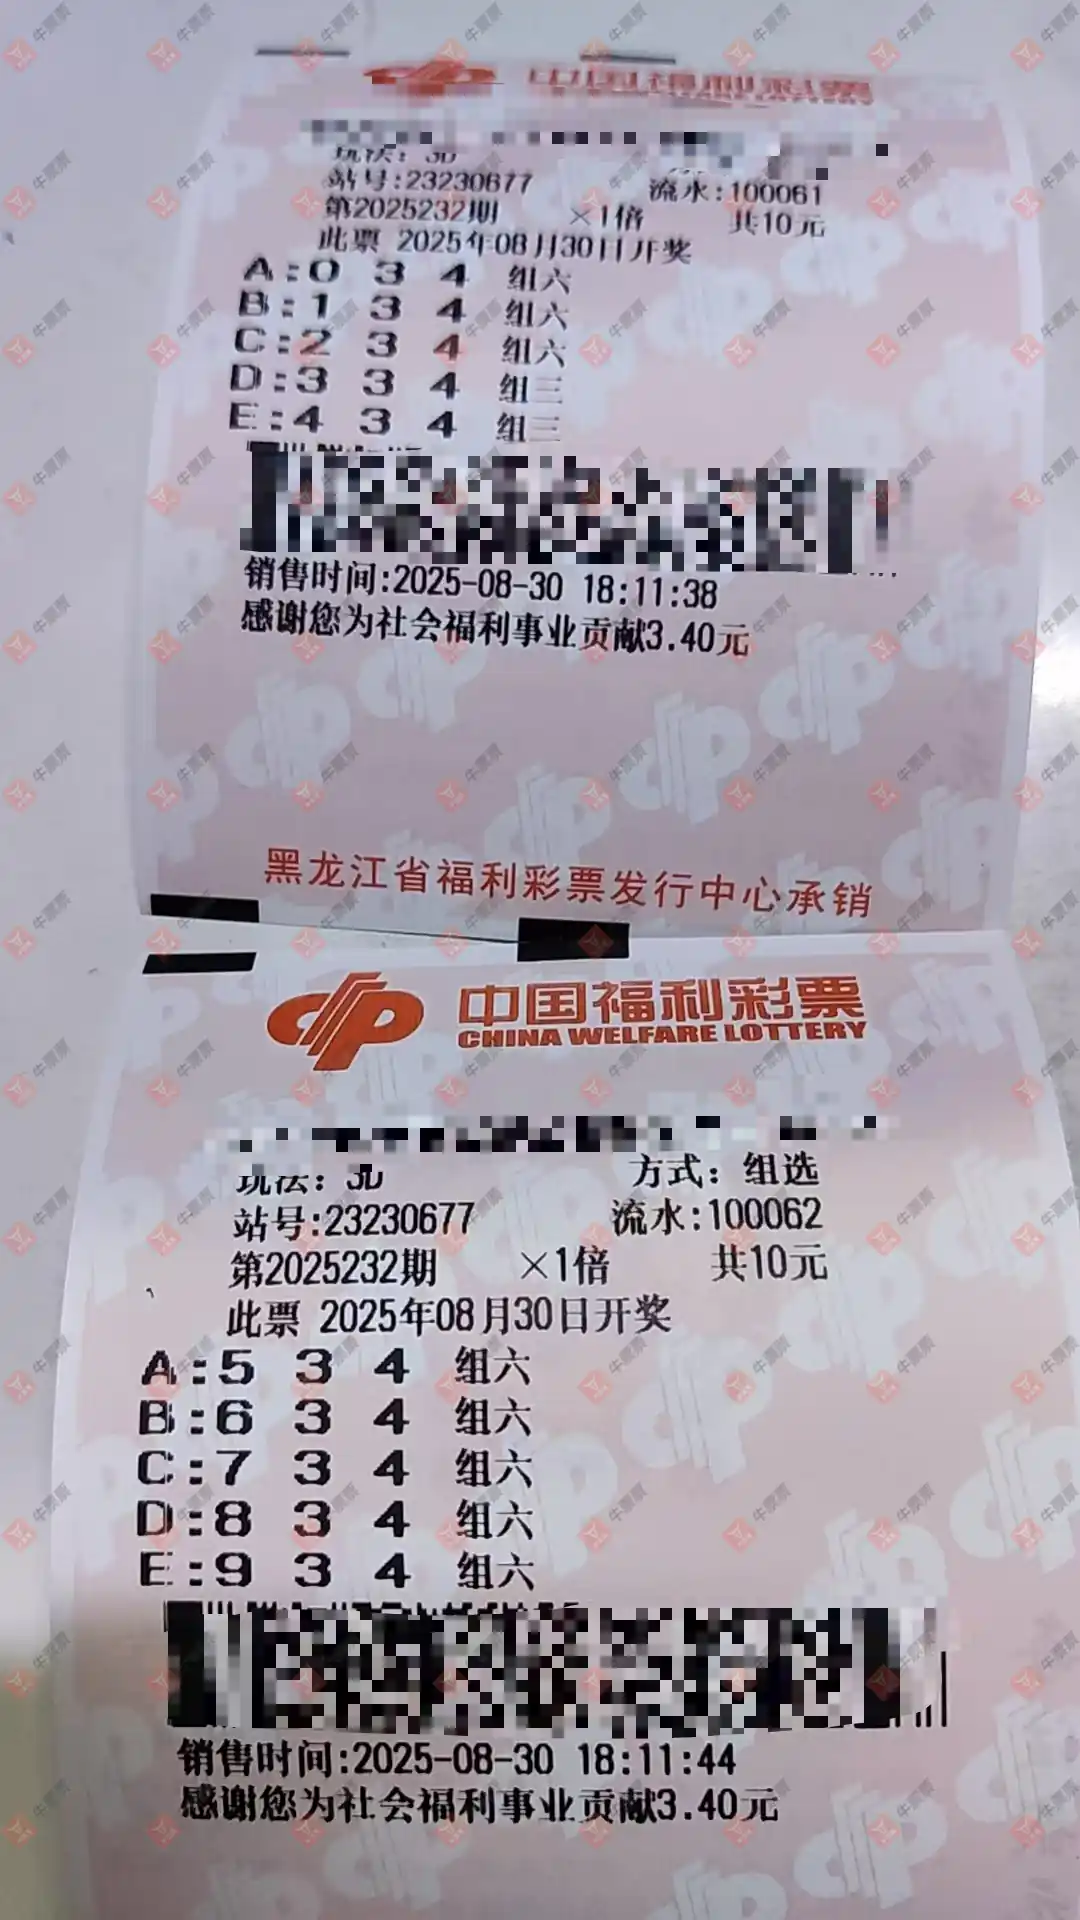 中国福利彩票
玩法：3D
站号:23230677 流水:100061
第2025232期 ×1倍 共10元
此票 2025年08月30日开奖
A:0 3 4 组六
B:1 3 4 组六
C:2 3 4 组六
D:3 3 4 组三
E:4 3 4 组三
销售时间:2025-08-30 18:11:38
感谢您为社会福利事业贡献3.40元
黑龙江省福利彩票发行中心承销
中国福利彩票
CHINA WELFARE LOTTERY
玩法：3D 方式：组选
站号:23230677 流水:100062
第2025232期 ×1倍 共10元
此票 2025年08月30日开奖
A:5 3 4 组六
B:6 3 4 组六
C:7 3 4 组六
D:8 3 4 组六
E:9 3 4 组六
销售时间:2025-08-30 18:11:44
感谢您为社会福利事业贡献3.40元
牛票票